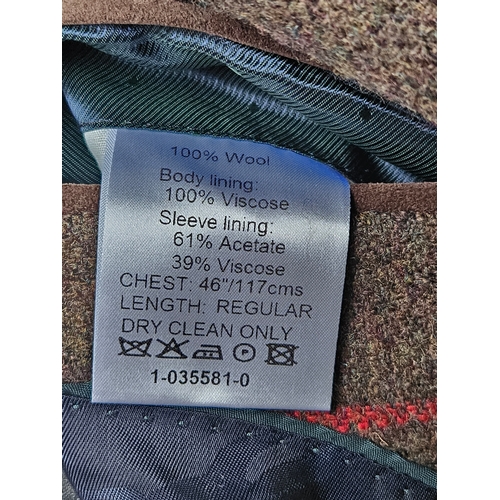 100% Wool
Body lining:
100% Viscose
Sleeve lining:
61% Acetate
39% Viscose
CHEST: 46"/117cms
LENGTH: REGULAR
DRY CLEAN ONLY
P
1-035581-0